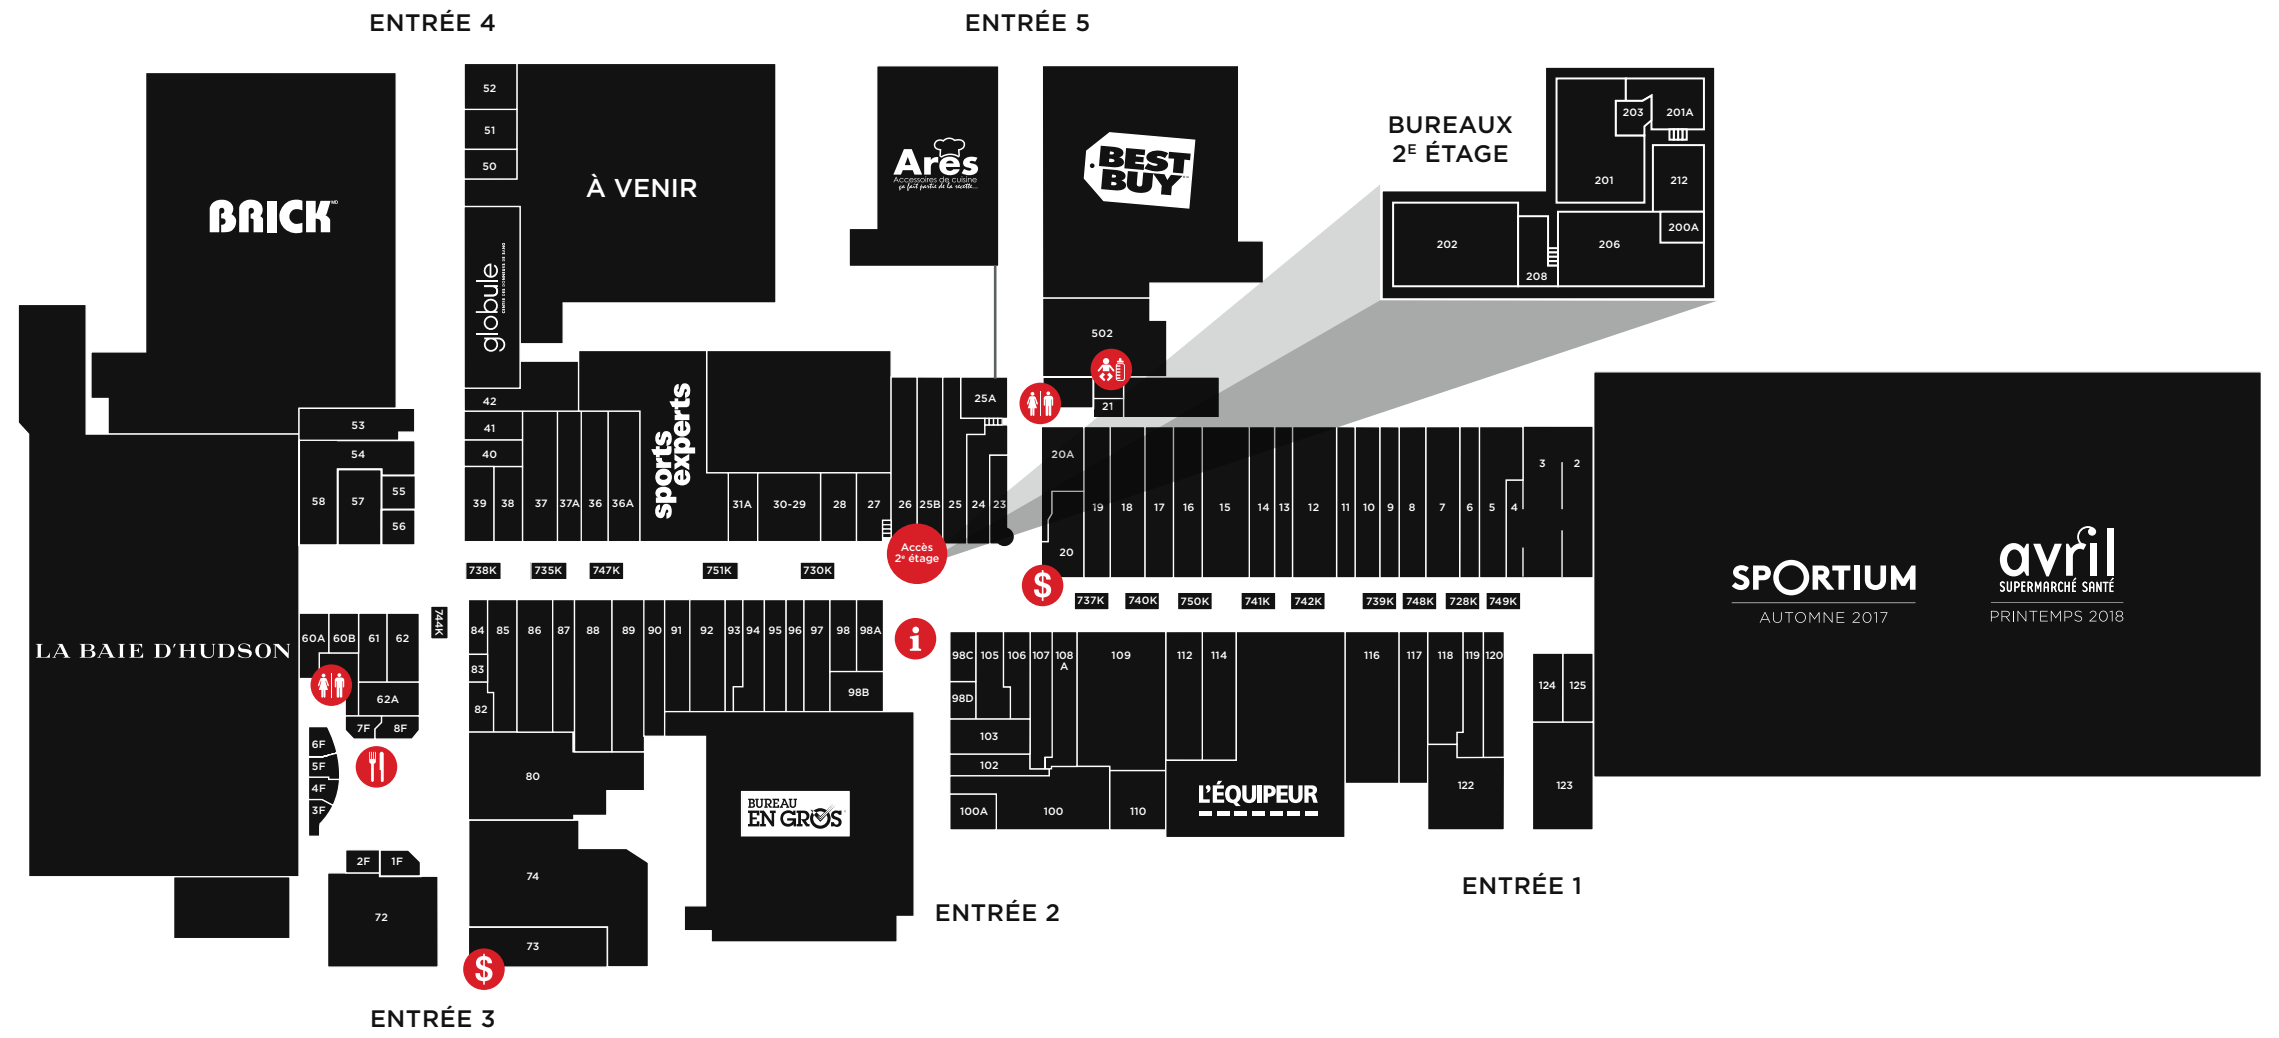 ENTRÉE 4
ENTRÉE 5
52
51
50
À VENIR
BRICK
globule
Ares
Accessoires de cuisine
ça fait partie de la recette...
BEST
BUY
BUREAUX
2E ÉTAGE
203
201A
201
212
200A
202
206
208
502
21
25A
42
41
40
53
54
58
57
55
56
39
38
37
37A
36
36A
sports
experts
31A
30-29
28
27
26
25B
25
24
23
20A
20
19
18
17
16
15
14
13
12
11
10
9
8
7
6
5
4
3
2
Accès
2e étage
738K
735K
747K
751K
730K
744K
737K
740K
750K
741K
742K
739K
748K
728K
749K
SPORTIUM
AUTOMNE 2017
avril
SUPERMARCHÉ SANTÉ
PRINTEMPS 2018
LA BAIE D'HUDSON
60A
60B
61
62
62A
7F
8F
6F
5F
4F
3F
2F
1F
72
84
83
82
85
86
87
88
89
90
91
92
93
94
95
96
97
98
98A
98B
80
74
73
BUREAU
EN GROS
98C
98D
105
106
107
108
A
109
103
102
100A
100
110
112
114
L'ÉQUIPEUR
116
117
118
119
120
122
124
125
123
i
$
$
ENTRÉE 1
ENTRÉE 2
ENTRÉE 3